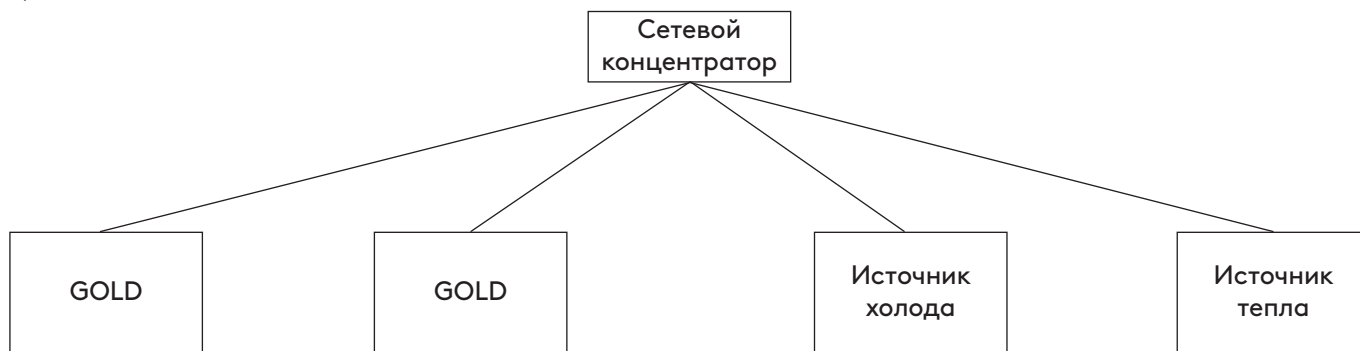 Сетевой
концентратор
GOLD
GOLD
Источник
холода
Источник
тепла